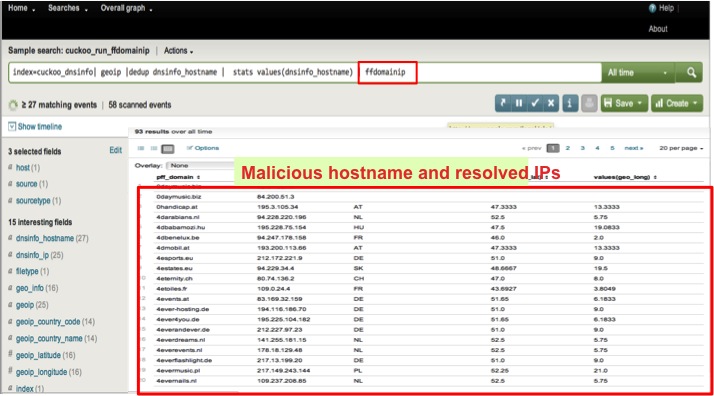 Home Searches Overall graph Help
About
Sample search: cuckoo_run_ffdomainip | Actions
index=cuckoo_dnsinfo| geoip |dedup dnsinfo_hostname | stats values(dnsinfo_hostname) | ffdomainip All time
≥ 27 matching events | 58 scanned events Save Create
Show timeline 93 results over all time
3 selected fields Edit Options « prev 1 2 3 4 5 next » 20 per page
a host (1) Overlay: None
Malicious hostname and resolved IPs
a source (1) pff_domain values(geo_long)
a sourcetype (1) 0daymusic.biz
0daymusic.biz 84.200.51.3
15 interesting fields 0handicap.at 195.3.105.34 AT 47.3333 13.3333
4darabians.nl 94.228.220.196 NL 52.5 5.75
a dnsinfo_hostname (27) 4dbabamozi.hu 195.228.75.154 HU 47.5 19.0833
a dnsinfo_ip (25) 4dbenelux.be 94.247.178.158 FR 46.0 2.0
a filetype (1) 4dmobil.at 193.200.113.66 AT 47.3333 13.3333
a geo_info (16) 4esports.eu 212.172.221.9 DE 51.0 9.0
4estates.eu 94.229.34.4 SK 48.6667 19.5
a geoip (25) 4eternity.ch 80.74.136.2 CH 47.0 8.0
a geoip_country_code (14) 4etoiles.fr 109.0.24.4 FR 43.6927 3.8049
a geoip_country_name (14) 4events.at 83.169.32.159 DE 51.65 6.1833
4ever-hosting.de 194.116.186.70 DE 51.0 9.0
# geoip_latitude (16) 4ever4you.de 195.225.104.182 DE 51.65 6.1833
# geoip_longitude (16) 4everandever.de 212.227.97.23 DE 51.0 9.0
a index (1) 4everdreams.nl 141.255.181.15 NL 52.5 5.75
4everevents.nl 178.18.129.48 NL 52.5 5.75
4everflashlight.de 217.13.199.20 DE 51.0 9.0
4evermusic.pl 217.149.243.144 PL 52.25 21.0
4evermails.nl 109.237.208.85 NL 52.5 5.75